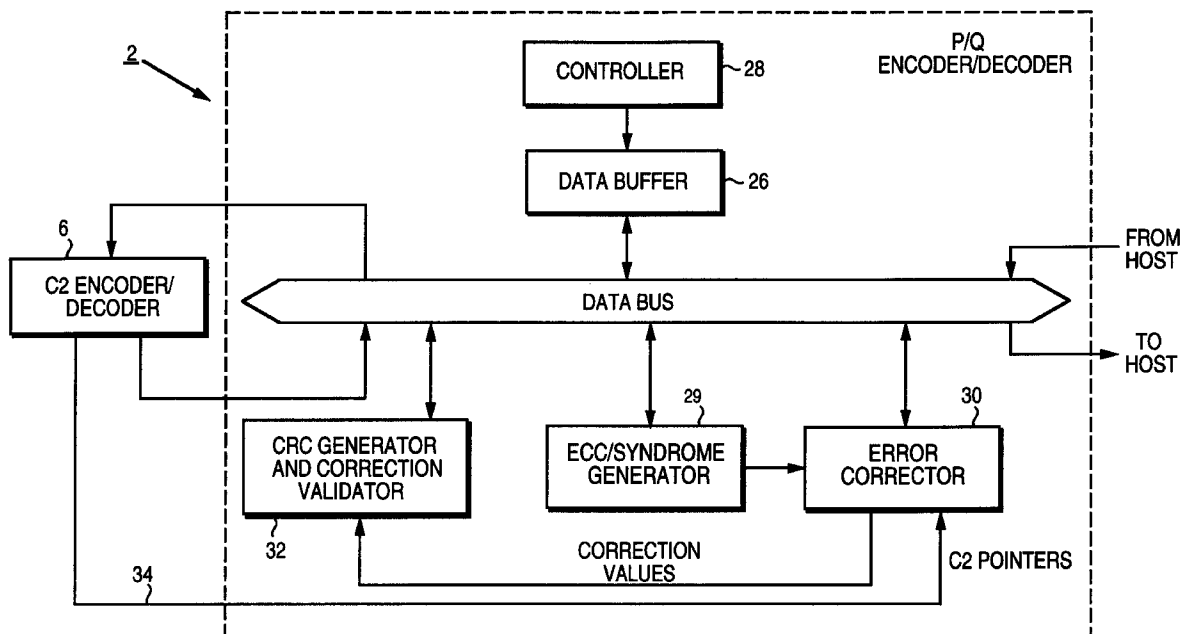 2
P/Q
ENCODER/DECODER
CONTROLLER
28
DATA BUFFER
26
6
C2 ENCODER/
DECODER
FROM
HOST
DATA BUS
TO
HOST
29
30
CRC GENERATOR
AND CORRECTION
VALIDATOR
ECC/SYNDROME
GENERATOR
ERROR
CORRECTOR
32
CORRECTION
VALUES
C2 POINTERS
34